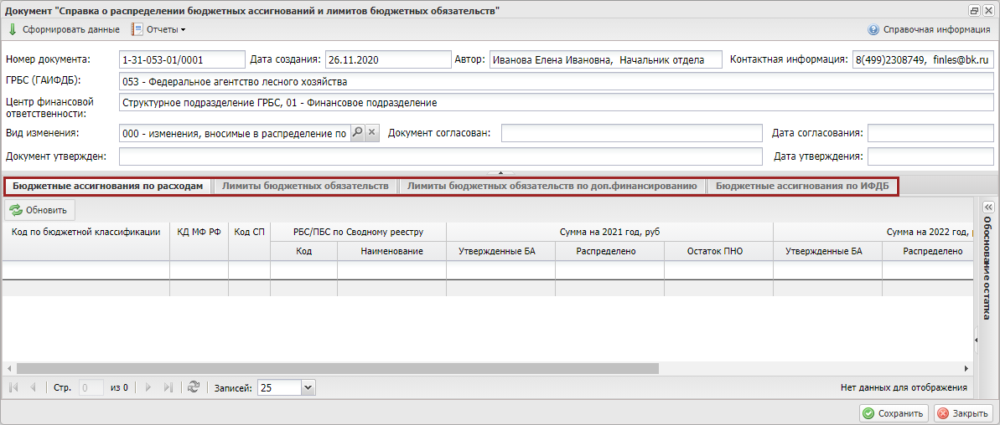 Документ "Справка о распределении бюджетных ассигнований и лимитов бюджетных обязательств"
Сформировать данные Отчеты Справочная информация
Номер документа: 1-31-053-01/0001 Дата создания: 26.11.2020 Автор: Иванова Елена Ивановна, Начальник отдела Контактная информация: 8(499)2308749, finles@bk.ru
ГРБС (ГАИФДБ): 053 - Федеральное агентство лесного хозяйства
Центр финансовой ответственности: Структурное подразделение ГРБС, 01 - Финансовое подразделение
Вид изменения: 000 - изменения, вносимые в распределение по Документ согласован: Дата согласования:
Документ утвержден: Дата утверждения:
Бюджетные ассигнования по расходам Лимиты бюджетных обязательств Лимиты бюджетных обязательств по доп.финансированию Бюджетные ассигнования по ИФДБ
Обновить
Код по бюджетной классификации КД МФ РФ Код СП РБС/ПБС по Сводному реестру Сумма на 2021 год, руб Сумма на 2022 год,
Код Наименование Утвержденные БА Распределено Остаток ПНО Утвержденные БА Распределено
Обоснование остатка
Стр. 0 из 0 Записей: 25 Нет данных для отображения
Сохранить Закрыть